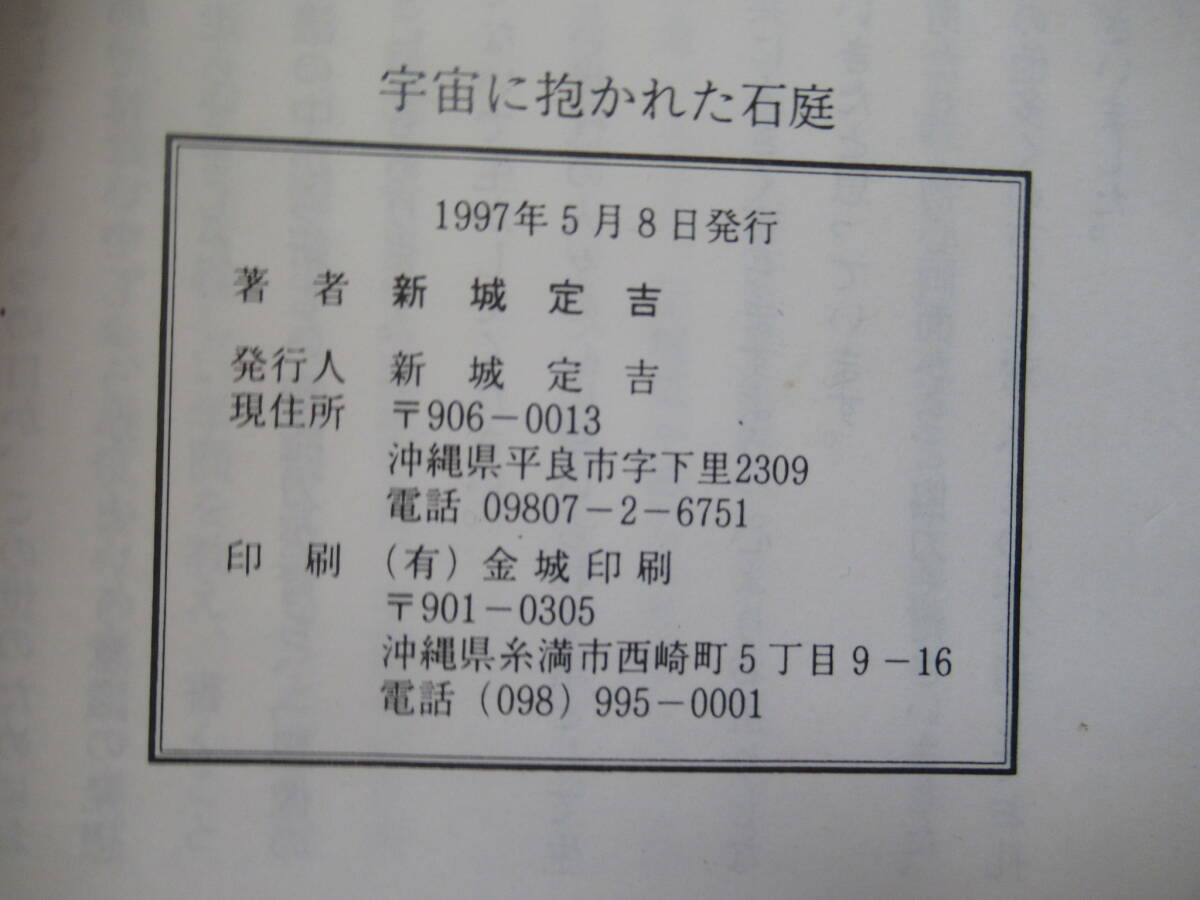 宇宙に抱かれた石庭
1997年5月8日発行
著者 新城定吉
発行人 新城定吉
現住所 〒906-0013
沖縄県平良市字下里2309
電話 09807-2-6751
印刷 (有)金城印刷
〒901-0305
沖縄県糸満市西崎町5丁目9-16
電話(098)995-0001